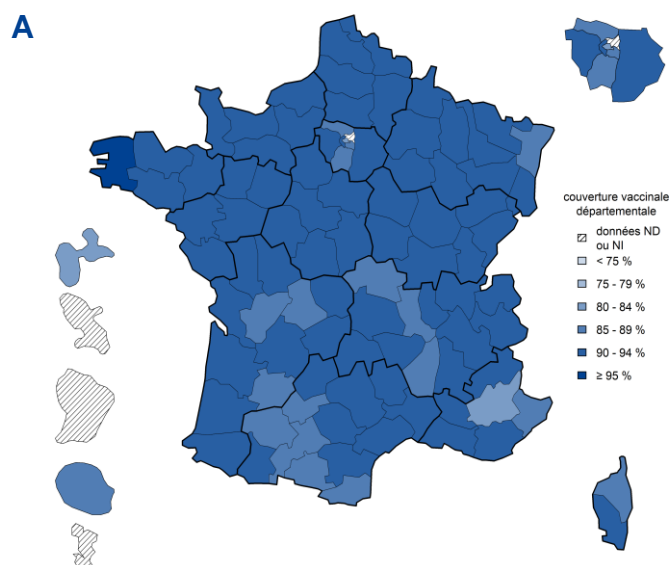 A
couverture vaccinale
départementale
données ND
ou NI
< 75 %
75 - 79 %
80 - 84 %
85 - 89 %
90 - 94 %
≥ 95 %